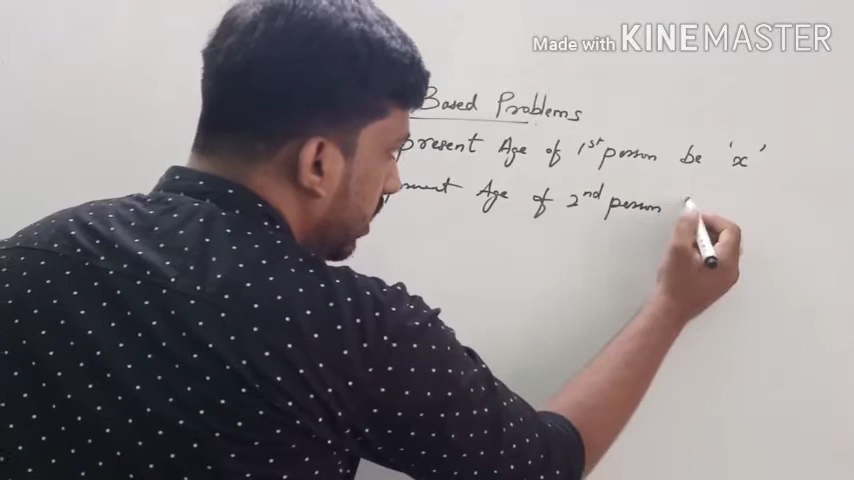 Made with KINEMASTER
Based Problems
present Age of 1st person be 'x'
Age of 2nd person